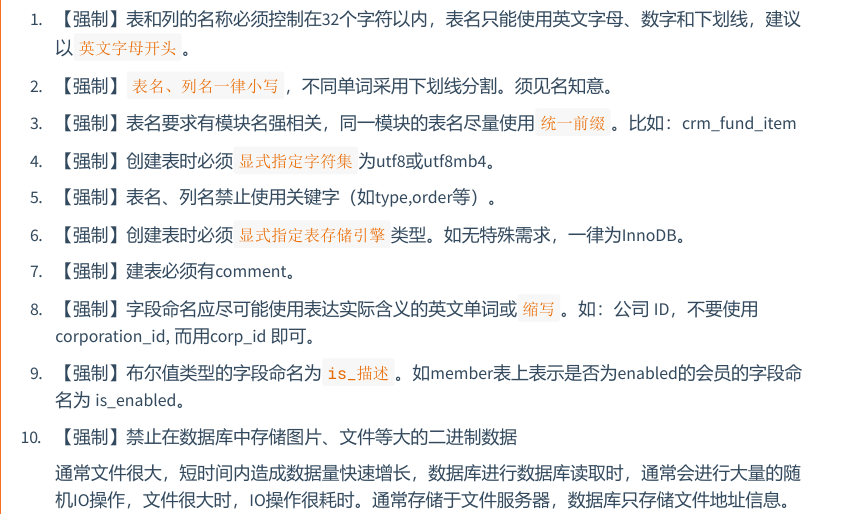 1. 【强制】表和列的名称必须控制在32个字符以内，表名只能使用英文字母、数字和下划线，建议
以 英文字母开头 。
2. 【强制】 表名、列名一律小写 ，不同单词采用下划线分割。须见名知意。
3. 【强制】表名要求有模块名强相关，同一模块的表名尽量使用 统一前缀 。比如：crm_fund_item
4. 【强制】创建表时必须 显式指定字符集 为utf8或utf8mb4。
5. 【强制】表名、列名禁止使用关键字（如type,order等）。
6. 【强制】创建表时必须 显式指定表存储引擎 类型。如无特殊需求，一律为InnoDB。
7. 【强制】建表必须有comment。
8. 【强制】字段命名应尽可能使用表达实际含义的英文单词或 缩写 。如：公司 ID，不要使用
corporation_id, 而用corp_id 即可。
9. 【强制】布尔值类型的字段命名为 is_描述 。如member表上表示是否为enabled的会员的字段命
名为 is_enabled。
10. 【强制】禁止在数据库中存储图片、文件等大的二进制数据
通常文件很大，短时间内造成数据量快速增长，数据库进行数据库读取时，通常会进行大量的随
机IO操作，文件很大时，IO操作很耗时。通常存储于文件服务器，数据库只存储文件地址信息。